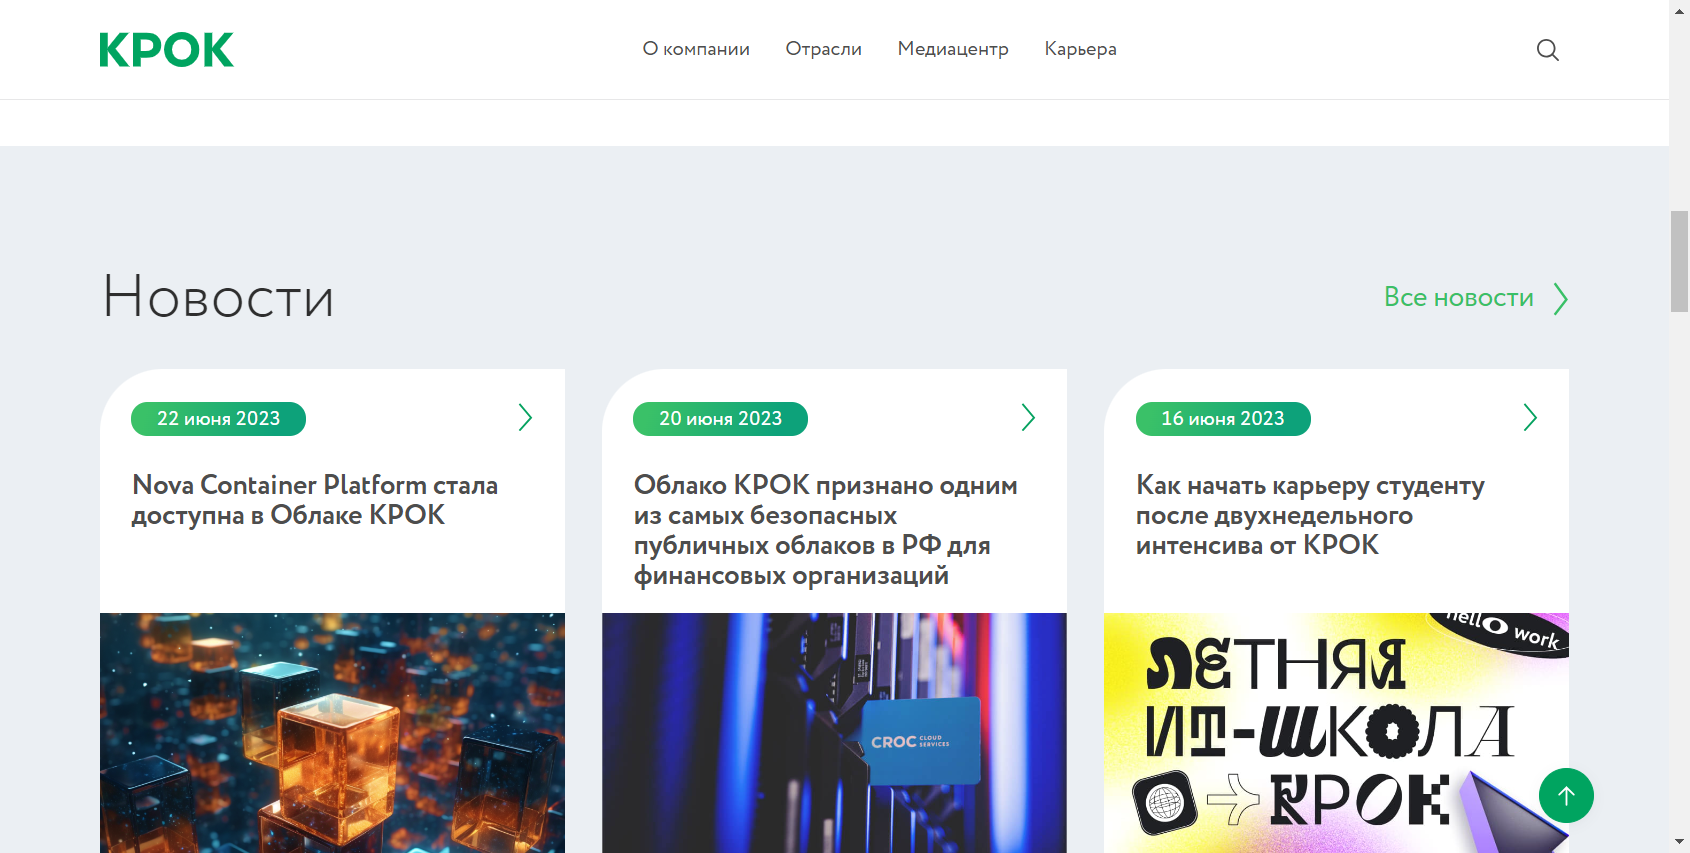 КРОК
О компании Отрасли Медиацентр Карьера
Новости
Все новости
22 июня 2023
Nova Container Platform стала
доступна в Облаке КРОК
20 июня 2023
Облако КРОК признано одним
из самых безопасных
публичных облаков в РФ для
финансовых организаций
CROC CLOUD
SERVICES
16 июня 2023
Как начать карьеру студенту
после двухнедельного
интенсива от КРОК
hellO work
ЛЕТНЯЯ
ИТ-ШКОЛА
КРОК